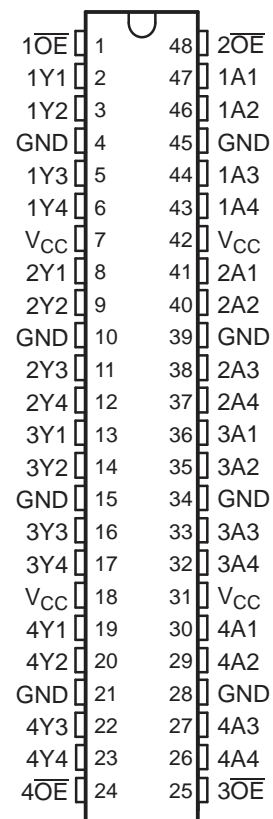 1O̅E̅ 1 48 2O̅E̅
1Y1 2 47 1A1
1Y2 3 46 1A2
GND 4 45 GND
1Y3 5 44 1A3
1Y4 6 43 1A4
VCC 7 42 VCC
2Y1 8 41 2A1
2Y2 9 40 2A2
GND 10 39 GND
2Y3 11 38 2A3
2Y4 12 37 2A4
3Y1 13 36 3A1
3Y2 14 35 3A2
GND 15 34 GND
3Y3 16 33 3A3
3Y4 17 32 3A4
VCC 18 31 VCC
4Y1 19 30 4A1
4Y2 20 29 4A2
GND 21 28 GND
4Y3 22 27 4A3
4Y4 23 26 4A4
4O̅E̅ 24 25 3O̅E̅